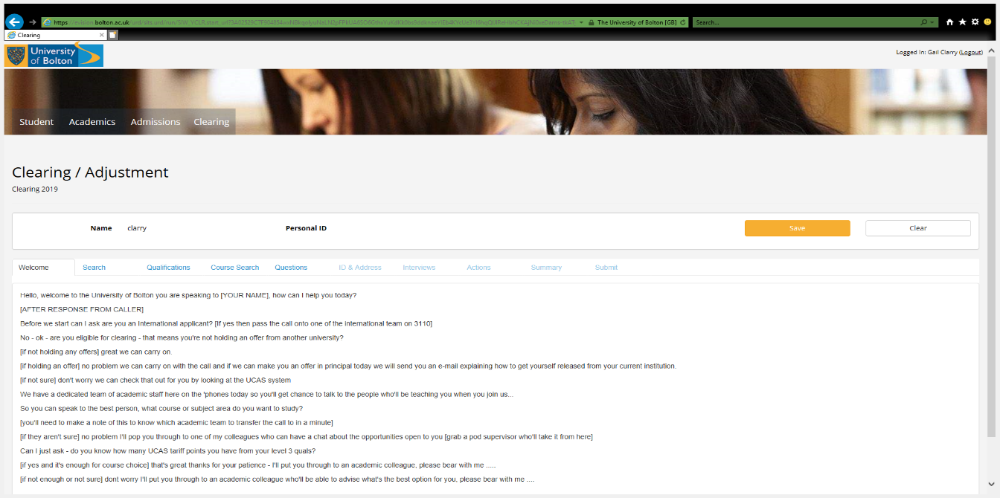 https
bolton.ac.uk
The University of Bolton [GB]
Search...
Clearing
University
of Bolton
Logged In: Gail Clarry (Logout)
Student Academics Admissions Clearing
Clearing / Adjustment
Clearing 2019
Name clarry Personal ID Save Clear
Welcome Search Qualifications Course Search Questions ID & Address Interviews Actions Summary Submit
Hello, welcome to the University of Bolton you are speaking to [YOUR NAME], how can I help you today?
[AFTER RESPONSE FROM CALLER]
Before we start can I ask are you an International applicant? [If yes then pass the call onto one of the international team on 3110]
No - ok - are you eligible for clearing - that means you're not holding an offer from another university?
[if not holding any offers] great we can carry on.
[if holding an offer] no problem we can carry on with the call and if we can make you an offer in principal today we will send you an e-mail explaining how to get yourself released from your current institution.
[if not sure] don't worry we can check that out for you by looking at the UCAS system
We have a dedicated team of academic staff here on the 'phones today so you'll get chance to talk to the people who'll be teaching you when you join us...
So you can speak to the best person, what course or subject area do you want to study?
[you'll need to make a note of this to know which academic team to transfer the call to in a minute]
[if they aren't sure] no problem I'll pop you through to one of my colleagues who can have a chat about the opportunities open to you [grab a pod supervisor who'll take it from here]
Can I just ask - do you know how many UCAS tariff points you have from your level 3 quals?
[if yes and it's enough for course choice] that's great thanks for your patience - I'll put you through to an academic colleague, please bear with me .....
[if not enough or not sure] dont worry I'll put you through to an academic colleague who'll be able to advise what's the best option for you, please bear with me ....